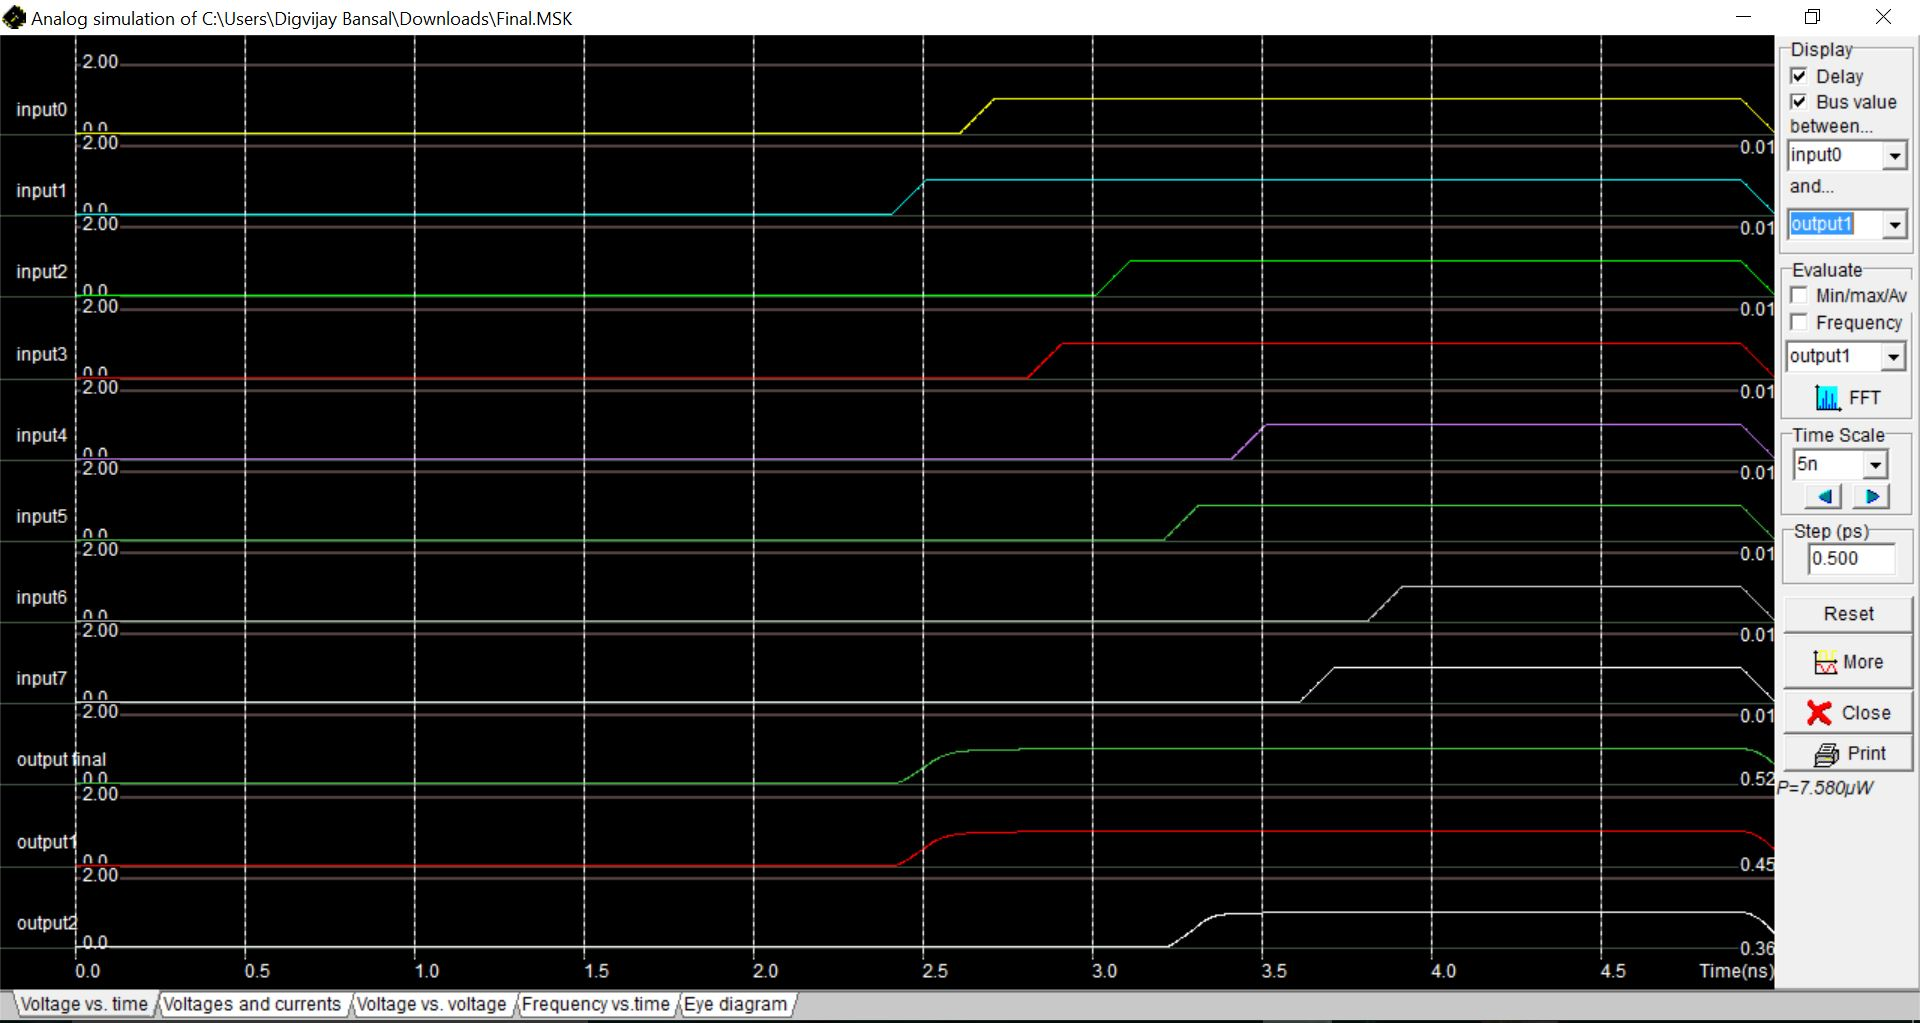 Analog simulation of C:\Users\Digvijay Bansal\Downloads\Final.MSK
2.00
input0
0.0
2.00
0.01
input1
0.0
2.00
0.01
input2
0.0
2.00
0.01
input3
0.0
2.00
0.01
input4
0.0
2.00
0.01
input5
0.0
2.00
0.01
input6
0.0
2.00
0.01
input7
0.0
2.00
0.01
output final
0.0
2.00
0.52
output1
0.0
2.00
0.45
output2
0.0
0.36
0.0 0.5 1.0 1.5 2.0 2.5 3.0 3.5 4.0 4.5 Time(ns)
Display
Delay
Bus value
between...
input0
and...
output1
Evaluate
Min/max/Av
Frequency
output1
FFT
Time Scale
5n
Step (ps)
0.500
Reset
More
Close
Print
P=7.580µW
Voltage vs. time Voltages and currents Voltage vs. voltage Frequency vs.time Eye diagram